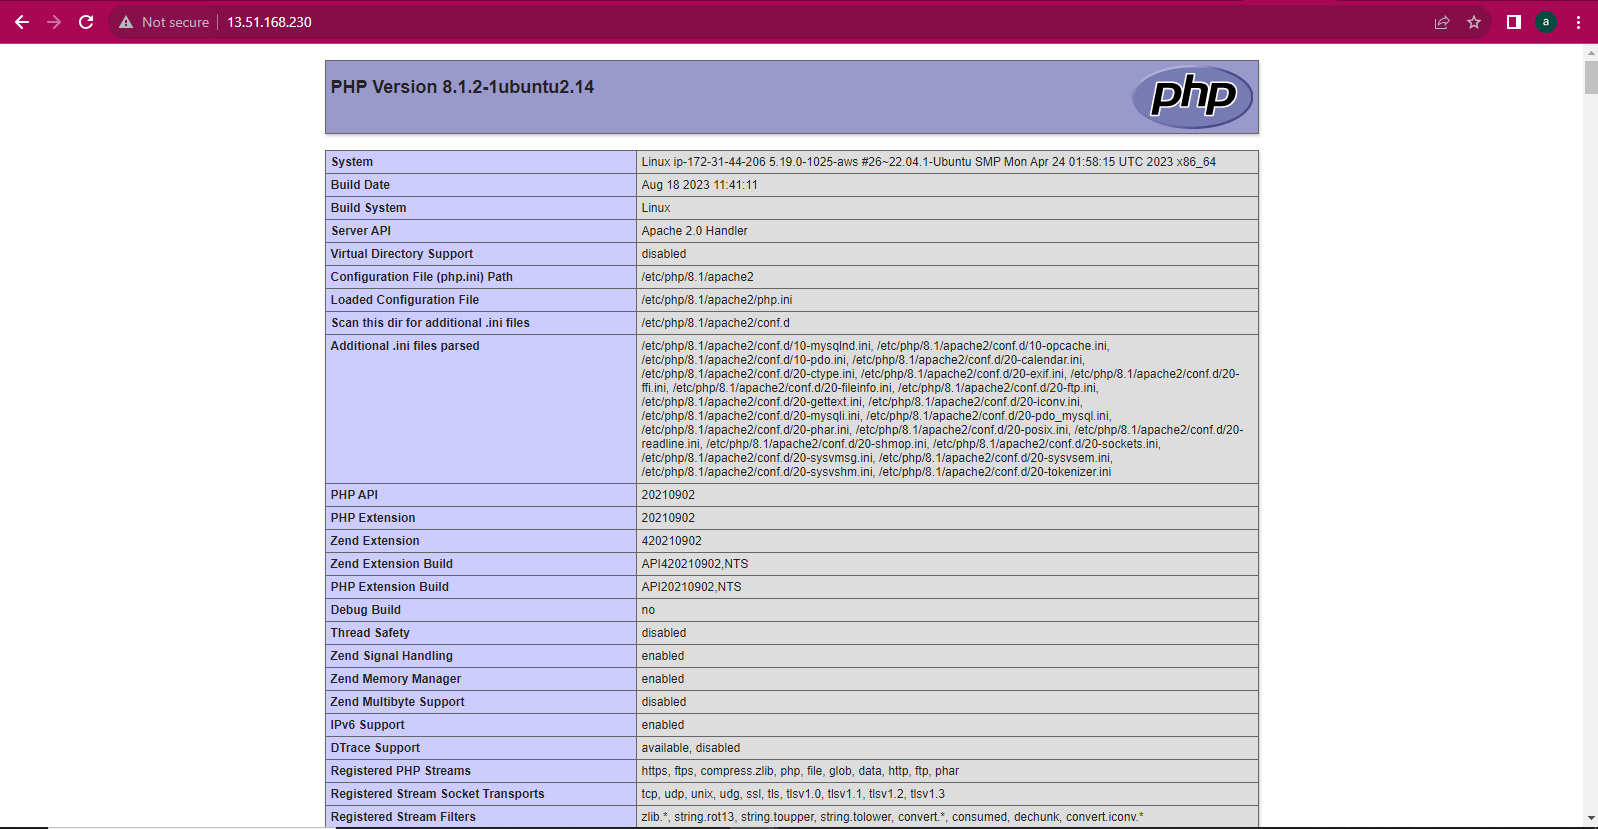 Not secure 13.51.168.230 a
PHP Version 8.1.2-1ubuntu2.14 php
System Linux ip-172-31-44-206 5.19.0-1025-aws #26~22.04.1-Ubuntu SMP Mon Apr 24 01:58:15 UTC 2023 x86_64
Build Date Aug 18 2023 11:41:11
Build System Linux
Server API Apache 2.0 Handler
Virtual Directory Support disabled
Configuration File (php.ini) Path /etc/php/8.1/apache2
Loaded Configuration File /etc/php/8.1/apache2/php.ini
Scan this dir for additional .ini files /etc/php/8.1/apache2/conf.d
Additional .ini files parsed /etc/php/8.1/apache2/conf.d/10-mysqlnd.ini, /etc/php/8.1/apache2/conf.d/10-opcache.ini,
/etc/php/8.1/apache2/conf.d/10-pdo.ini, /etc/php/8.1/apache2/conf.d/20-calendar.ini,
/etc/php/8.1/apache2/conf.d/20-ctype.ini, /etc/php/8.1/apache2/conf.d/20-exif.ini, /etc/php/8.1/apache2/conf.d/20-
ffi.ini, /etc/php/8.1/apache2/conf.d/20-fileinfo.ini, /etc/php/8.1/apache2/conf.d/20-ftp.ini,
/etc/php/8.1/apache2/conf.d/20-gettext.ini, /etc/php/8.1/apache2/conf.d/20-iconv.ini,
/etc/php/8.1/apache2/conf.d/20-mysqli.ini, /etc/php/8.1/apache2/conf.d/20-pdo_mysql.ini,
/etc/php/8.1/apache2/conf.d/20-phar.ini, /etc/php/8.1/apache2/conf.d/20-posix.ini, /etc/php/8.1/apache2/conf.d/20-
readline.ini, /etc/php/8.1/apache2/conf.d/20-shmop.ini, /etc/php/8.1/apache2/conf.d/20-sockets.ini,
/etc/php/8.1/apache2/conf.d/20-sysvmsg.ini, /etc/php/8.1/apache2/conf.d/20-sysvsem.ini,
/etc/php/8.1/apache2/conf.d/20-sysvshm.ini, /etc/php/8.1/apache2/conf.d/20-tokenizer.ini
PHP API 20210902
PHP Extension 20210902
Zend Extension 420210902
Zend Extension Build API420210902,NTS
PHP Extension Build API20210902,NTS
Debug Build no
Thread Safety disabled
Zend Signal Handling enabled
Zend Memory Manager enabled
Zend Multibyte Support disabled
IPv6 Support enabled
DTrace Support available, disabled
Registered PHP Streams https, ftps, compress.zlib, php, file, glob, data, http, ftp, phar
Registered Stream Socket Transports tcp, udp, unix, udg, ssl, tls, tlsv1.0, tlsv1.1, tlsv1.2, tlsv1.3
Registered Stream Filters zlib.*, string.rot13, string.toupper, string.tolower, convert.*, consumed, dechunk, convert.iconv.*